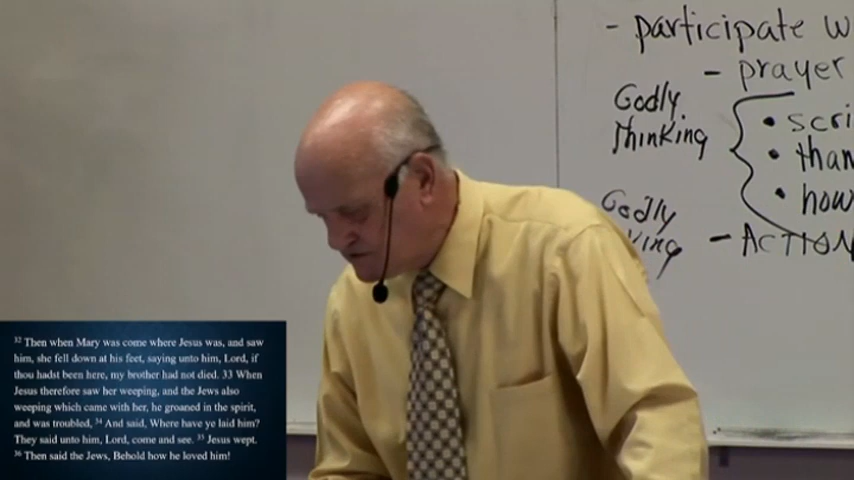 - participate w
- prayer
Godly
Thinking
• scri
• than
• how
Godly
- ACTION
32 Then when Mary was come where Jesus was, and saw
him, she fell down at his feet, saying unto him, Lord, if
thou hadst been here, my brother had not died. 33 When
Jesus therefore saw her weeping, and the Jews also
weeping which came with her, he groaned in the spirit,
and was troubled, 34 And said, Where have ye laid him?
They said unto him, Lord, come and see. 35 Jesus wept.
36 Then said the Jews, Behold how he loved him!